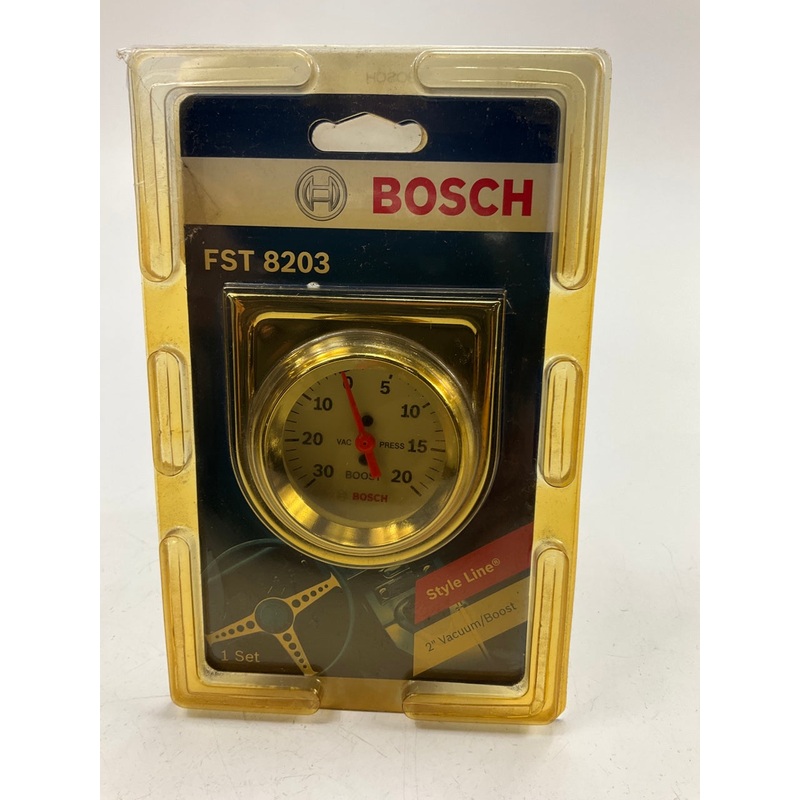 BOSCH
BOSCH
FST 8203
0 5
10 10
20 VAC PRESS 15
30 BOOST 20
BOSCH
Style Line®
2" Vacuum/Boost
1 Set